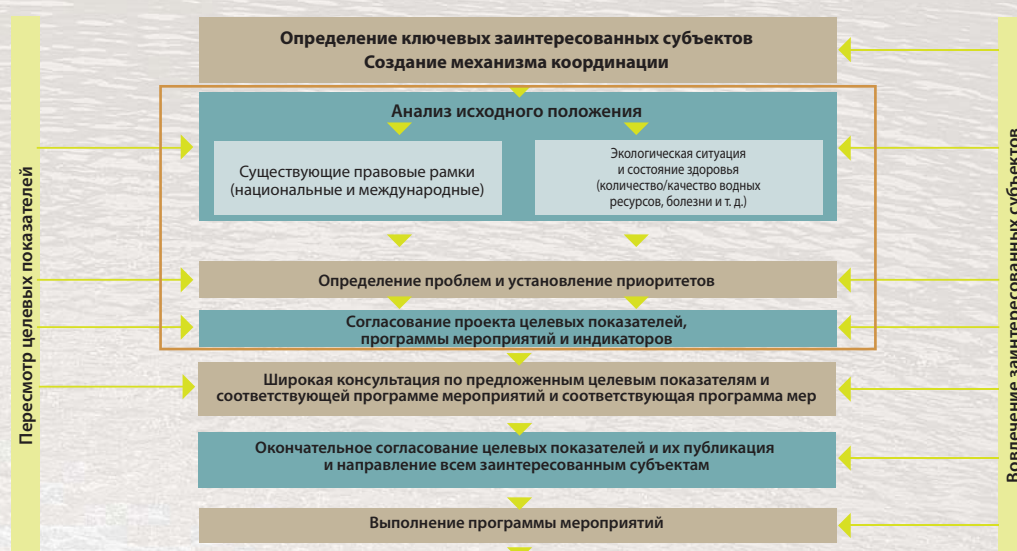 Определение ключевых заинтересованных субъектов
Создание механизма координации
Анализ исходного положения
Существующие правовые рамки
(национальные и международные)
Экологическая ситуация
и состояние здоровья
(количество/качество водных
ресурсов, болезни и т. д.)
Определение проблем и установление приоритетов
Согласование проекта целевых показателей,
программы мероприятий и индикаторов
Широкая консультация по предложенным целевым показателям и
соответствующей программе мероприятий и соответствующая программа мер
Окончательное согласование целевых показателей и их публикация
и направление всем заинтересованным субъектам
Выполнение программы мероприятий
Пересмотр целевых показателей
Вовлечение заинтересованных субъектов